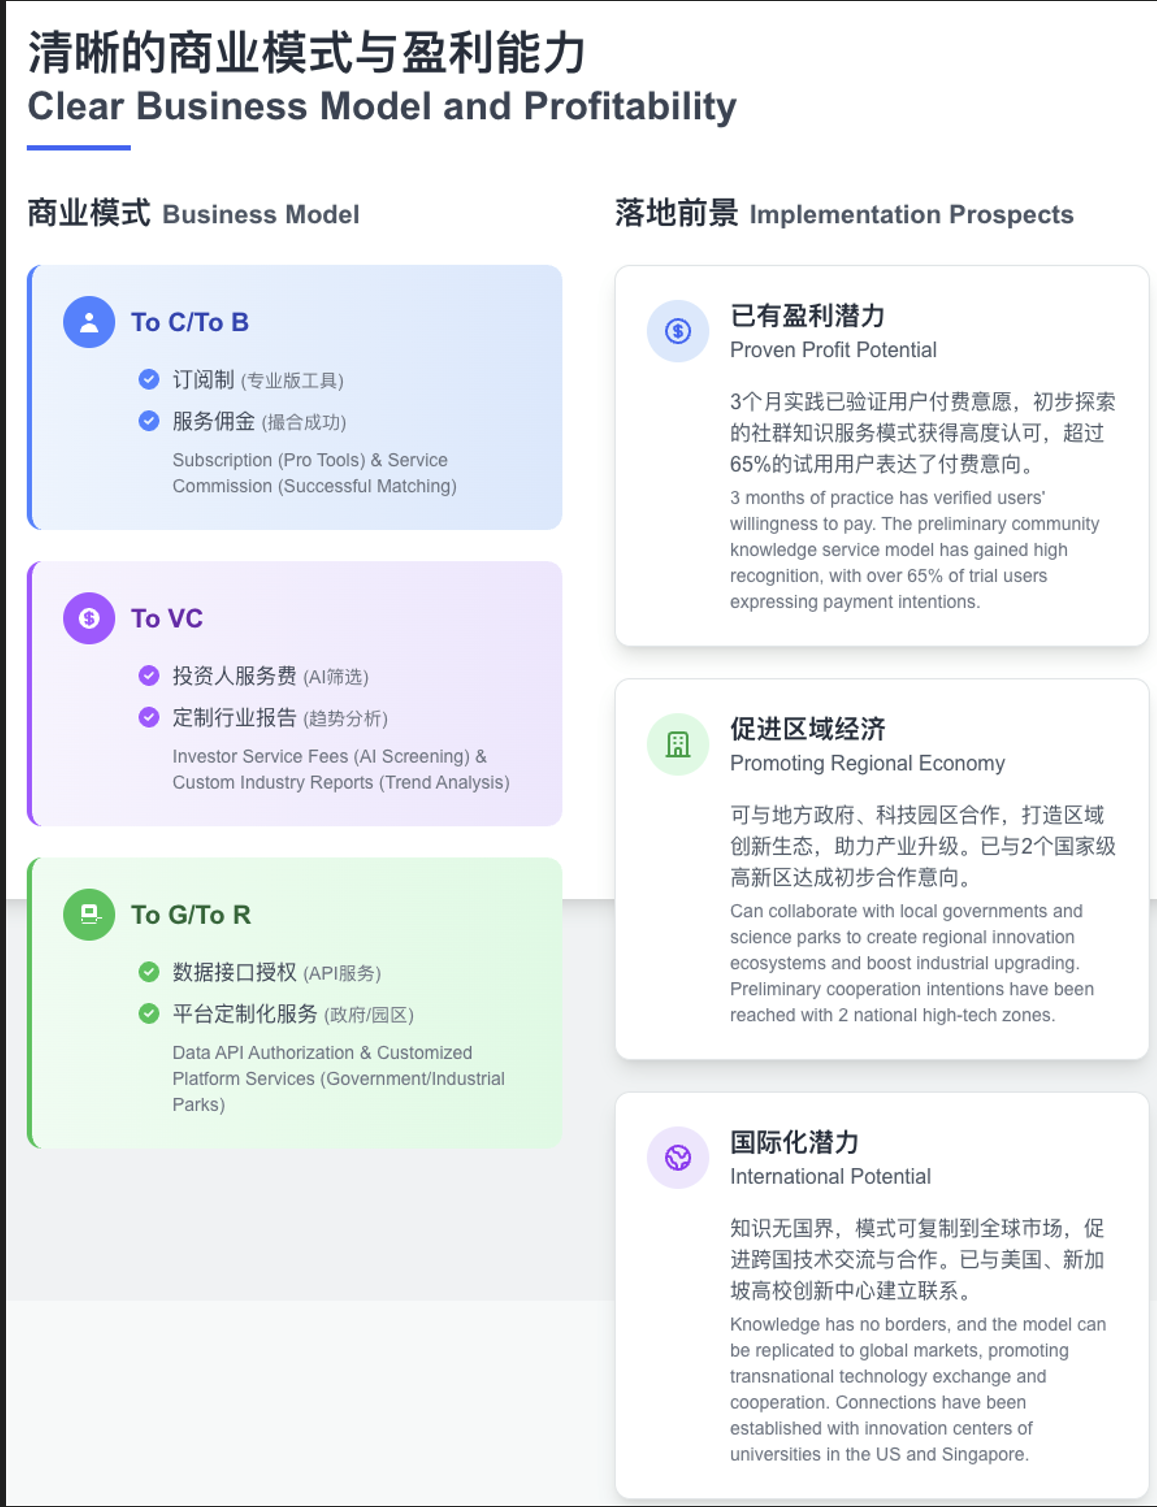 清晰的商业模式与盈利能力
Clear Business Model and Profitability
商业模式 Business Model
To C/To B
订阅制 (专业版工具)
服务佣金 (撮合成功)
Subscription (Pro Tools) & Service
Commission (Successful Matching)
To VC
投资人服务费 (AI筛选)
定制行业报告 (趋势分析)
Investor Service Fees (AI Screening) &
Custom Industry Reports (Trend Analysis)
To G/To R
数据接口授权 (API服务)
平台定制化服务 (政府/园区)
Data API Authorization & Customized
Platform Services (Government/Industrial
Parks)
落地前景 Implementation Prospects
已有盈利潜力
Proven Profit Potential
3个月实践已验证用户付费意愿，初步探索
的社群知识服务模式获得高度认可，超过
65%的试用用户表达了付费意向。
3 months of practice has verified users'
willingness to pay. The preliminary community
knowledge service model has gained high
recognition, with over 65% of trial users
expressing payment intentions.
促进区域经济
Promoting Regional Economy
可与地方政府、科技园区合作，打造区域
创新生态，助力产业升级。已与2个国家级
高新区达成初步合作意向。
Can collaborate with local governments and
science parks to create regional innovation
ecosystems and boost industrial upgrading.
Preliminary cooperation intentions have been
reached with 2 national high-tech zones.
国际化潜力
International Potential
知识无国界，模式可复制到全球市场，促
进跨国技术交流与合作。已与美国、新加
坡高校创新中心建立联系。
Knowledge has no borders, and the model can
be replicated to global markets, promoting
transnational technology exchange and
cooperation. Connections have been
established with innovation centers of
universities in the US and Singapore.